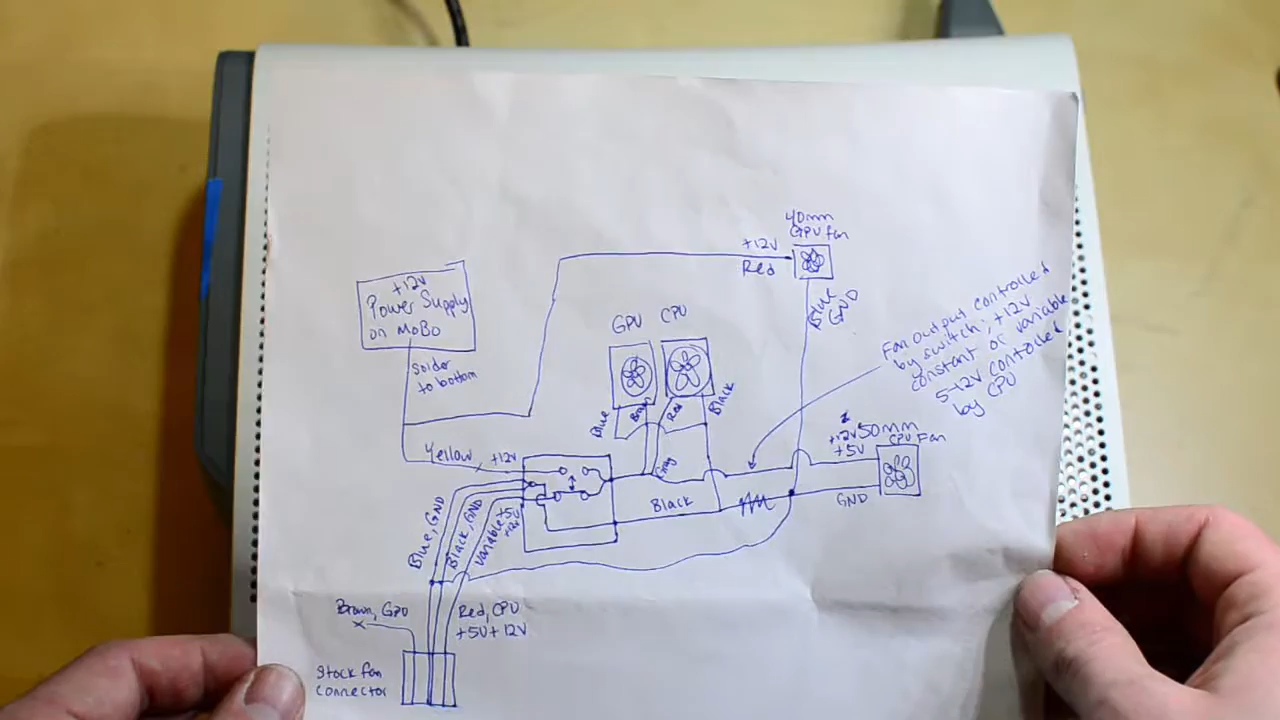 40mm
GPU fan
+12V
Red
Blue
GND
+12V
Power Supply
on MoBo
solder
to bottom
GPU CPU
Blue
Brown
Red
Black
Fan output controlled
by switch: +12V
constant or variable
5-12V controlled
by CPU
+12V 50mm
+5V CPU Fan
GND
Yellow +12V
Black
Blue, GND
Black, GND
variable +5V
Brown, GPU
Red, CPU
+5V + 12V
Stock fan
connector